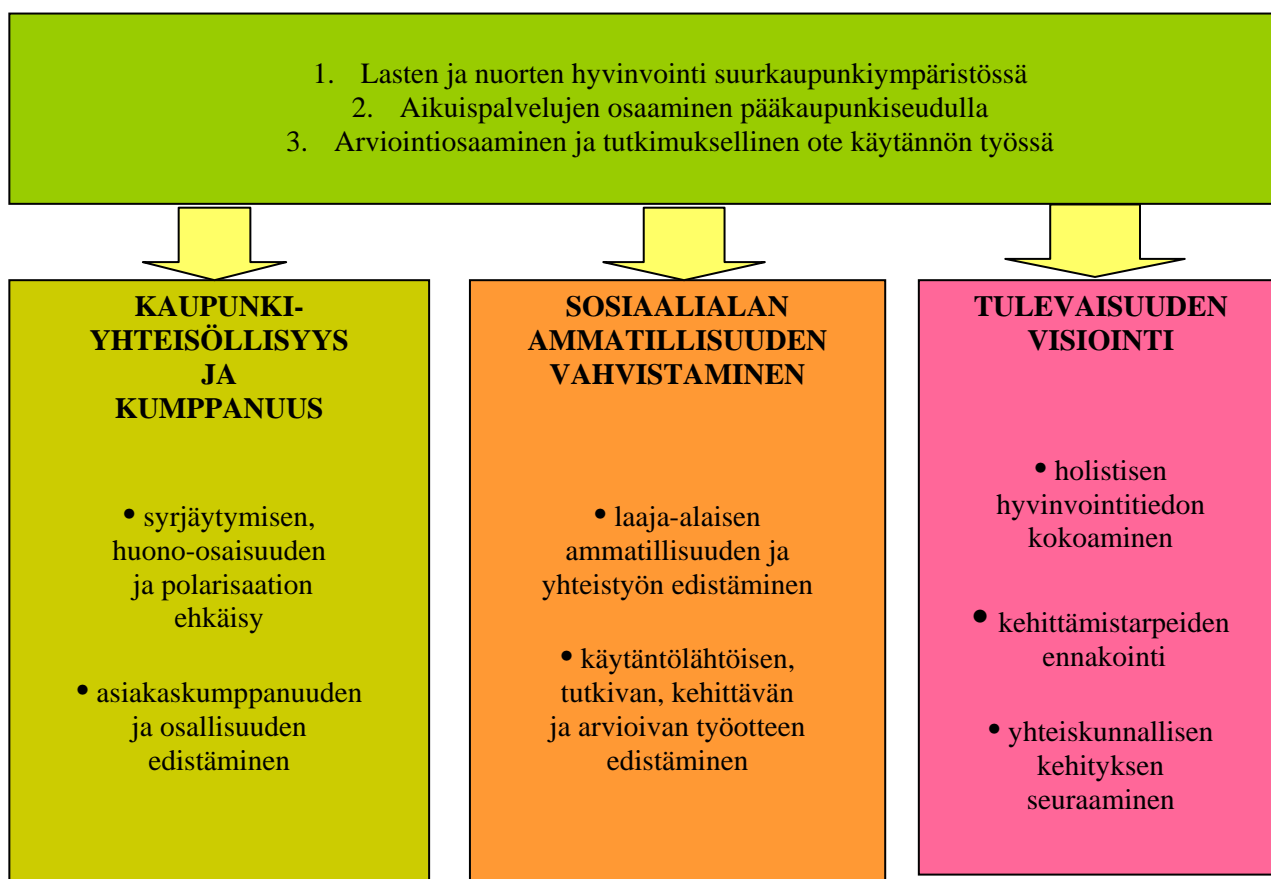 1. Lasten ja nuorten hyvinvointi suurkaupunkiympäristössä
2. Aikuispalvelujen osaaminen pääkaupunkiseudulla
3. Arviointiosaaminen ja tutkimuksellinen ote käytännön työssä
KAUPUNKI-
YHTEISÖLLISYYS
JA
KUMPPANUUS
• syrjäytymisen,
huono-osaisuuden
ja polarisaation
ehkäisy
• asiakaskumppanuuden
ja osallisuuden
edistäminen
SOSIAALIALAN
AMMATILLISUUDEN
VAHVISTAMINEN
• laaja-alaisen
ammatillisuuden ja
yhteistyön edistäminen
• käytäntölähtöisen,
tutkivan, kehittävän
ja arvioivan työotteen
edistäminen
TULEVAISUUDEN
VISIOINTI
• holistisen
hyvinvointitiedon
kokoaminen
• kehittämistarpeiden
ennakointi
• yhteiskunnallisen
kehityksen
seuraaminen